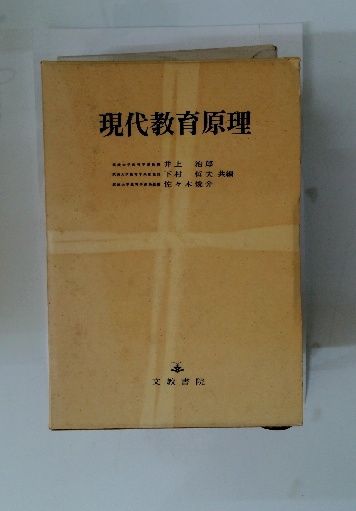 現代教育原理
井上 治郎
下村 哲夫 共編
佐々木俊介
文教書院